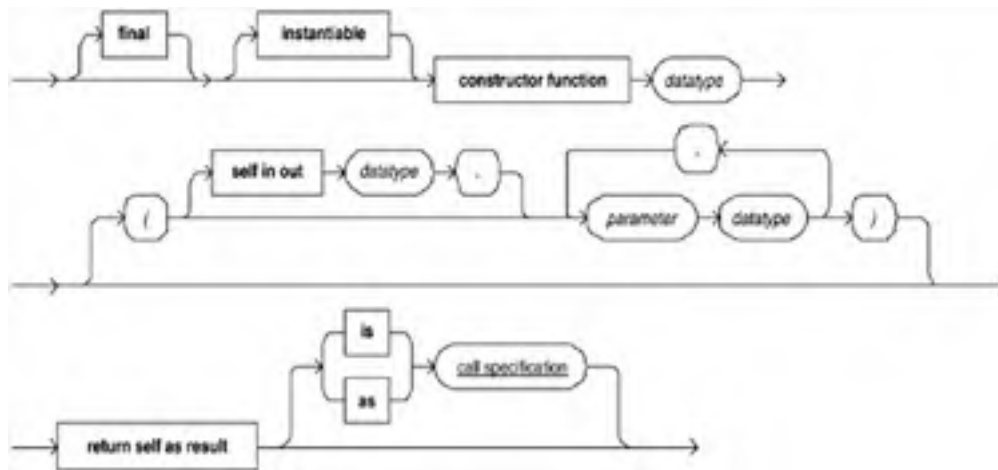 final
instantiable
constructor function datatype
self in out datatype ,
,
( parameter datatype )
is
call specification
as
return self as result